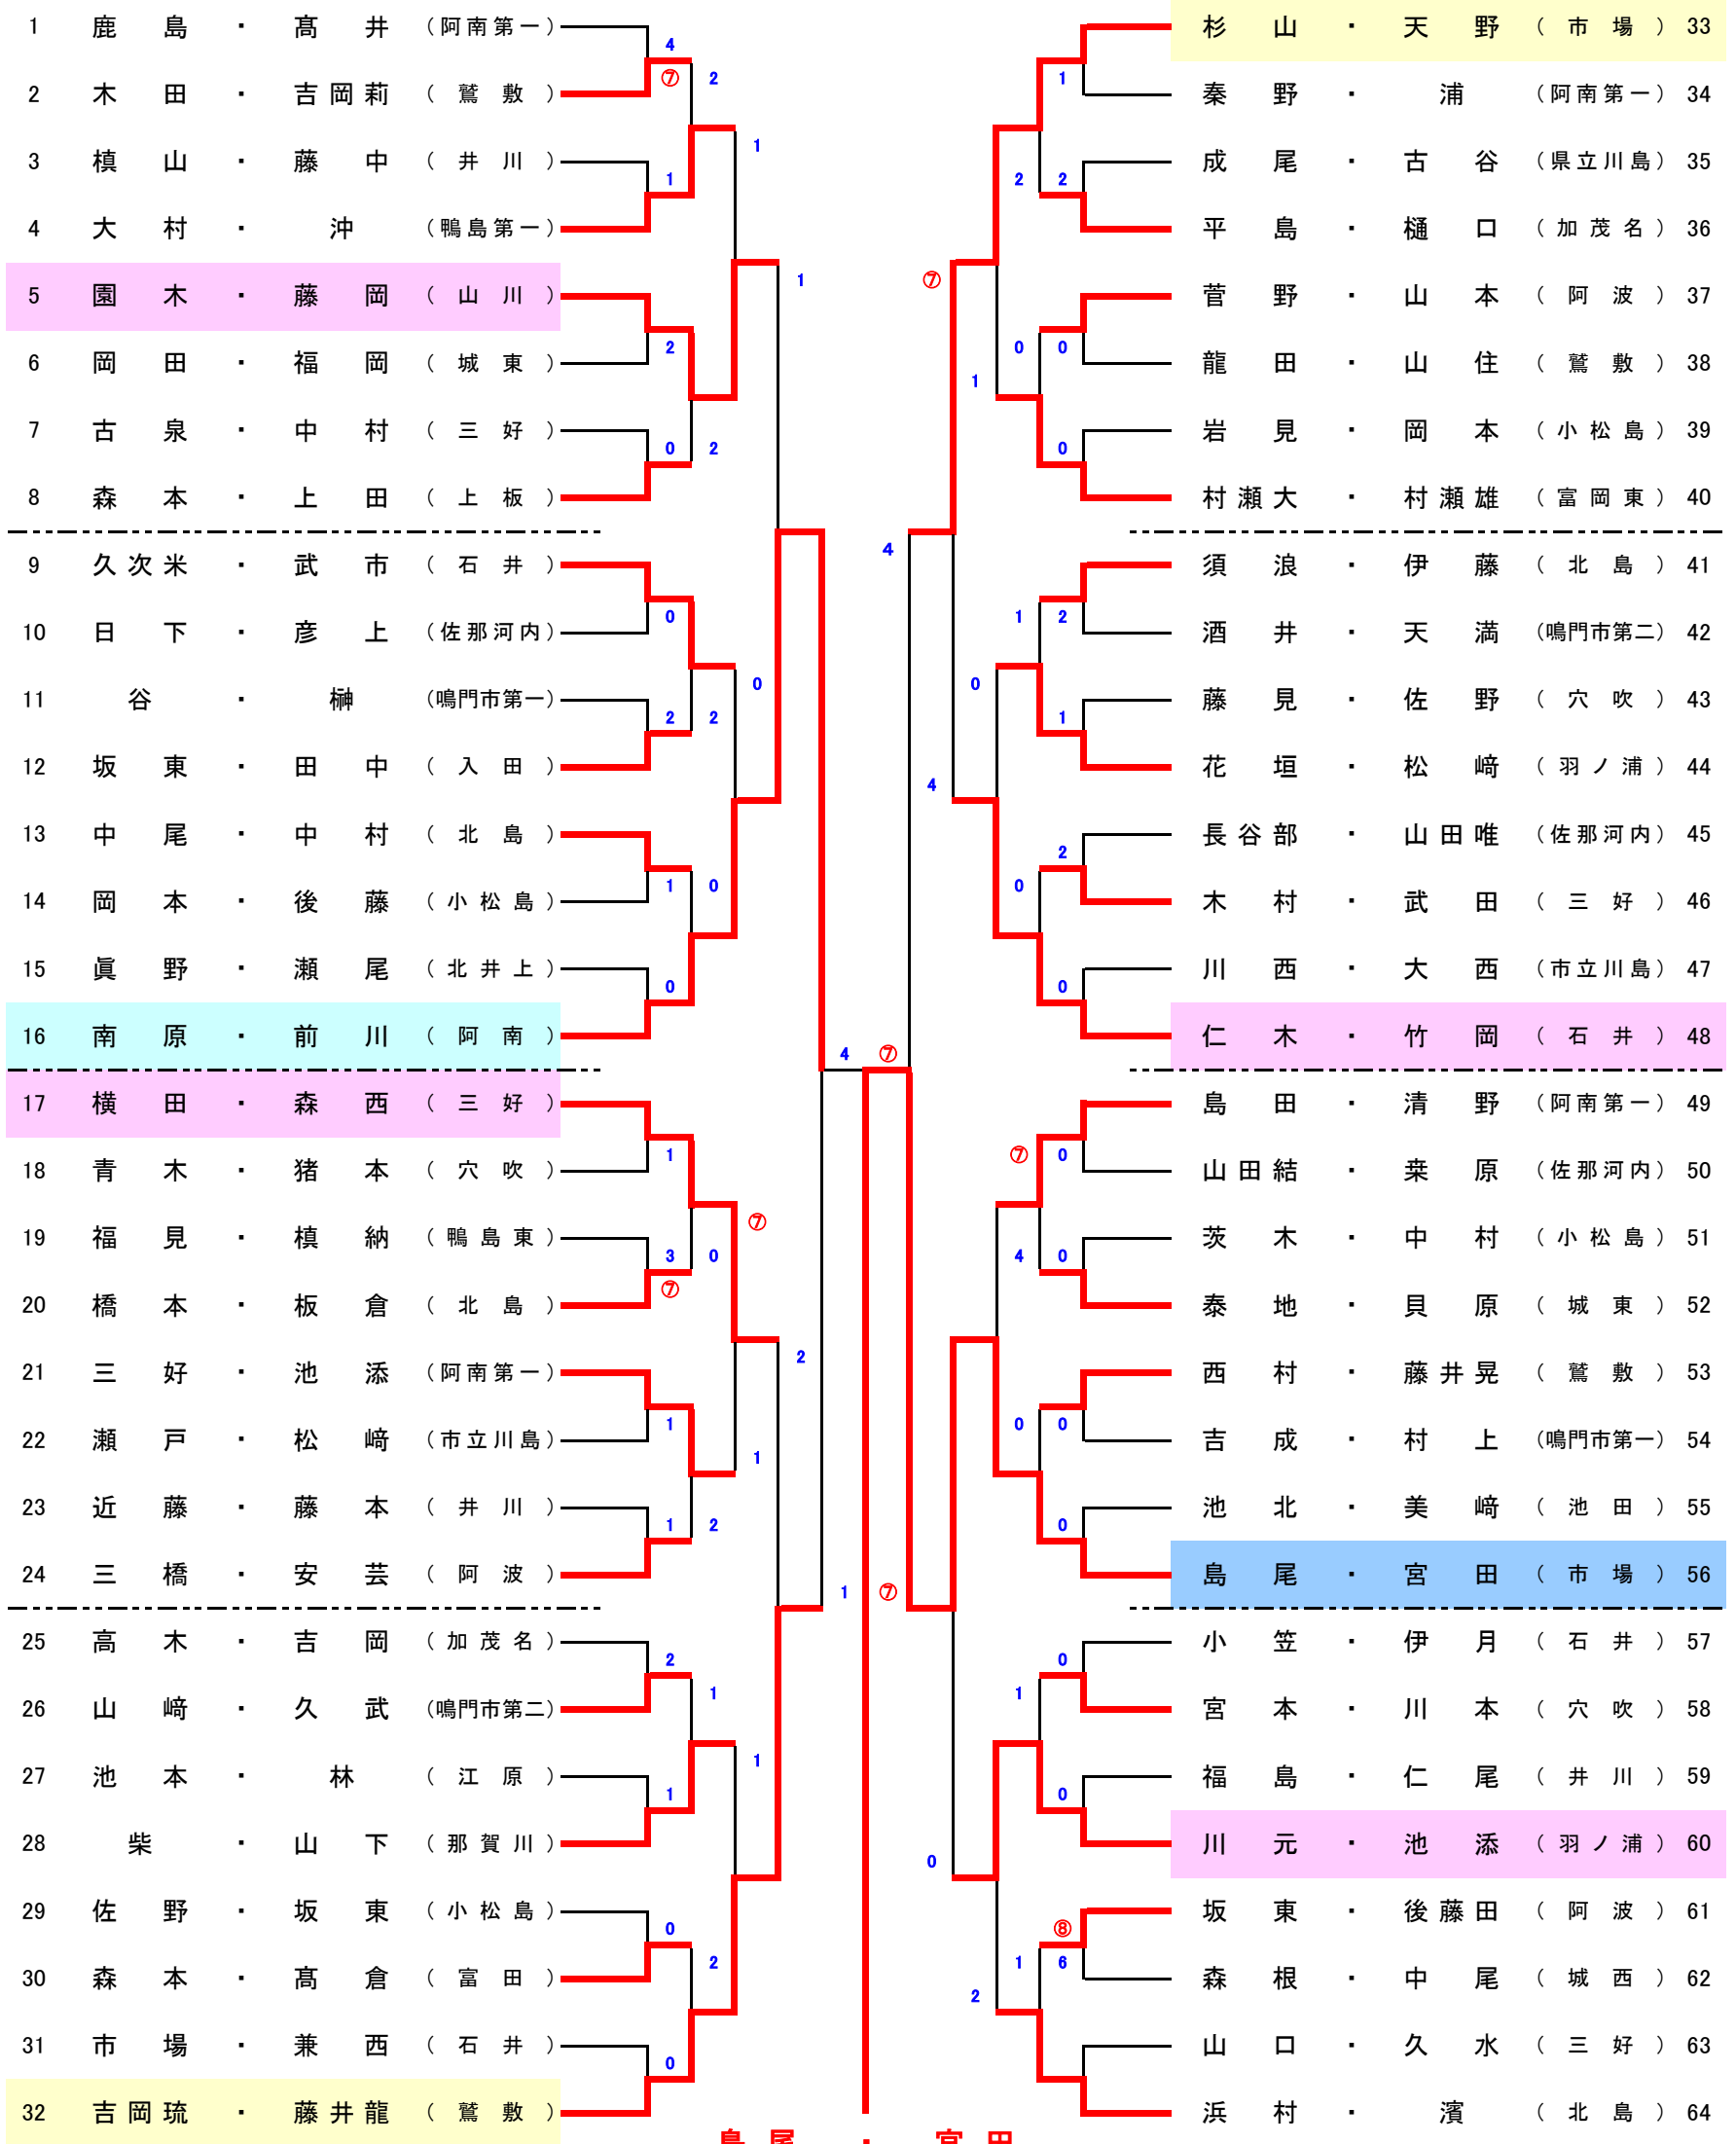 1 鹿島・髙井 (阿南第一)
2 木田・吉岡莉 (鷲敷)
3 槙山・藤中 (井川)
4 大村・沖 (鴨島第一)
5 園木・藤岡 (山川)
6 岡田・福岡 (城東)
7 古泉・中村 (三好)
8 森本・上田 (上板)
9 久次米・武市 (石井)
10 日下・彦上 (佐那河内)
11 谷・榊 (鳴門市第一)
12 坂東・田中 (入田)
13 中尾・中村 (北島)
14 岡本・後藤 (小松島)
15 眞野・瀬尾 (北井上)
16 南原・前川 (阿南)
17 横田・森西 (三好)
18 青木・猪本 (穴吹)
19 福見・槙納 (鴨島東)
20 橋本・板倉 (北島)
21 三好・池添 (阿南第一)
22 瀬戸・松﨑 (市立川島)
23 近藤・藤本 (井川)
24 三橋・安芸 (阿波)
25 高木・吉岡 (加茂名)
26 山﨑・久武 (鳴門市第二)
27 池本・林 (江原)
28 柴・山下 (那賀川)
29 佐野・坂東 (小松島)
30 森本・髙倉 (富田)
31 市場・兼西 (石井)
32 吉岡琉・藤井龍 (鷲敷)
4
⑦
2
1
1
1
2
0
2
1
0
2
2
0
1
0
0
4
⑦
1
3
⑦
0
⑦
1
1
2
1
2
2
1
1
1
0
0
2
1
⑦
1
2
2
0
0
0
1
⑦
2
1
1
0
2
0
0
4
4
0
0
⑦
4
0
0
0
0
0
1
⑧
6
1
2
0
杉山・天野 (市場) 33
秦野・浦 (阿南第一) 34
成尾・古谷 (県立川島) 35
平島・樋口 (加茂名) 36
菅野・山本 (阿波) 37
龍田・山住 (鷲敷) 38
岩見・岡本 (小松島) 39
村瀬大・村瀬雄 (富岡東) 40
須浪・伊藤 (北島) 41
酒井・天満 (鳴門市第二) 42
藤見・佐野 (穴吹) 43
花垣・松﨑 (羽ノ浦) 44
長谷部・山田唯 (佐那河内) 45
木村・武田 (三好) 46
川西・大西 (市立川島) 47
仁木・竹岡 (石井) 48
島田・清野 (阿南第一) 49
山田結・桒原 (佐那河内) 50
茨木・中村 (小松島) 51
泰地・貝原 (城東) 52
西村・藤井晃 (鷲敷) 53
吉成・村上 (鳴門市第一) 54
池北・美﨑 (池田) 55
島尾・宮田 (市場) 56
小笠・伊月 (石井) 57
宮本・川本 (穴吹) 58
福島・仁尾 (井川) 59
川元・池添 (羽ノ浦) 60
坂東・後藤田 (阿波) 61
森根・中尾 (城西) 62
山口・久水 (三好) 63
浜村・濱 (北島) 64
島尾・宮田